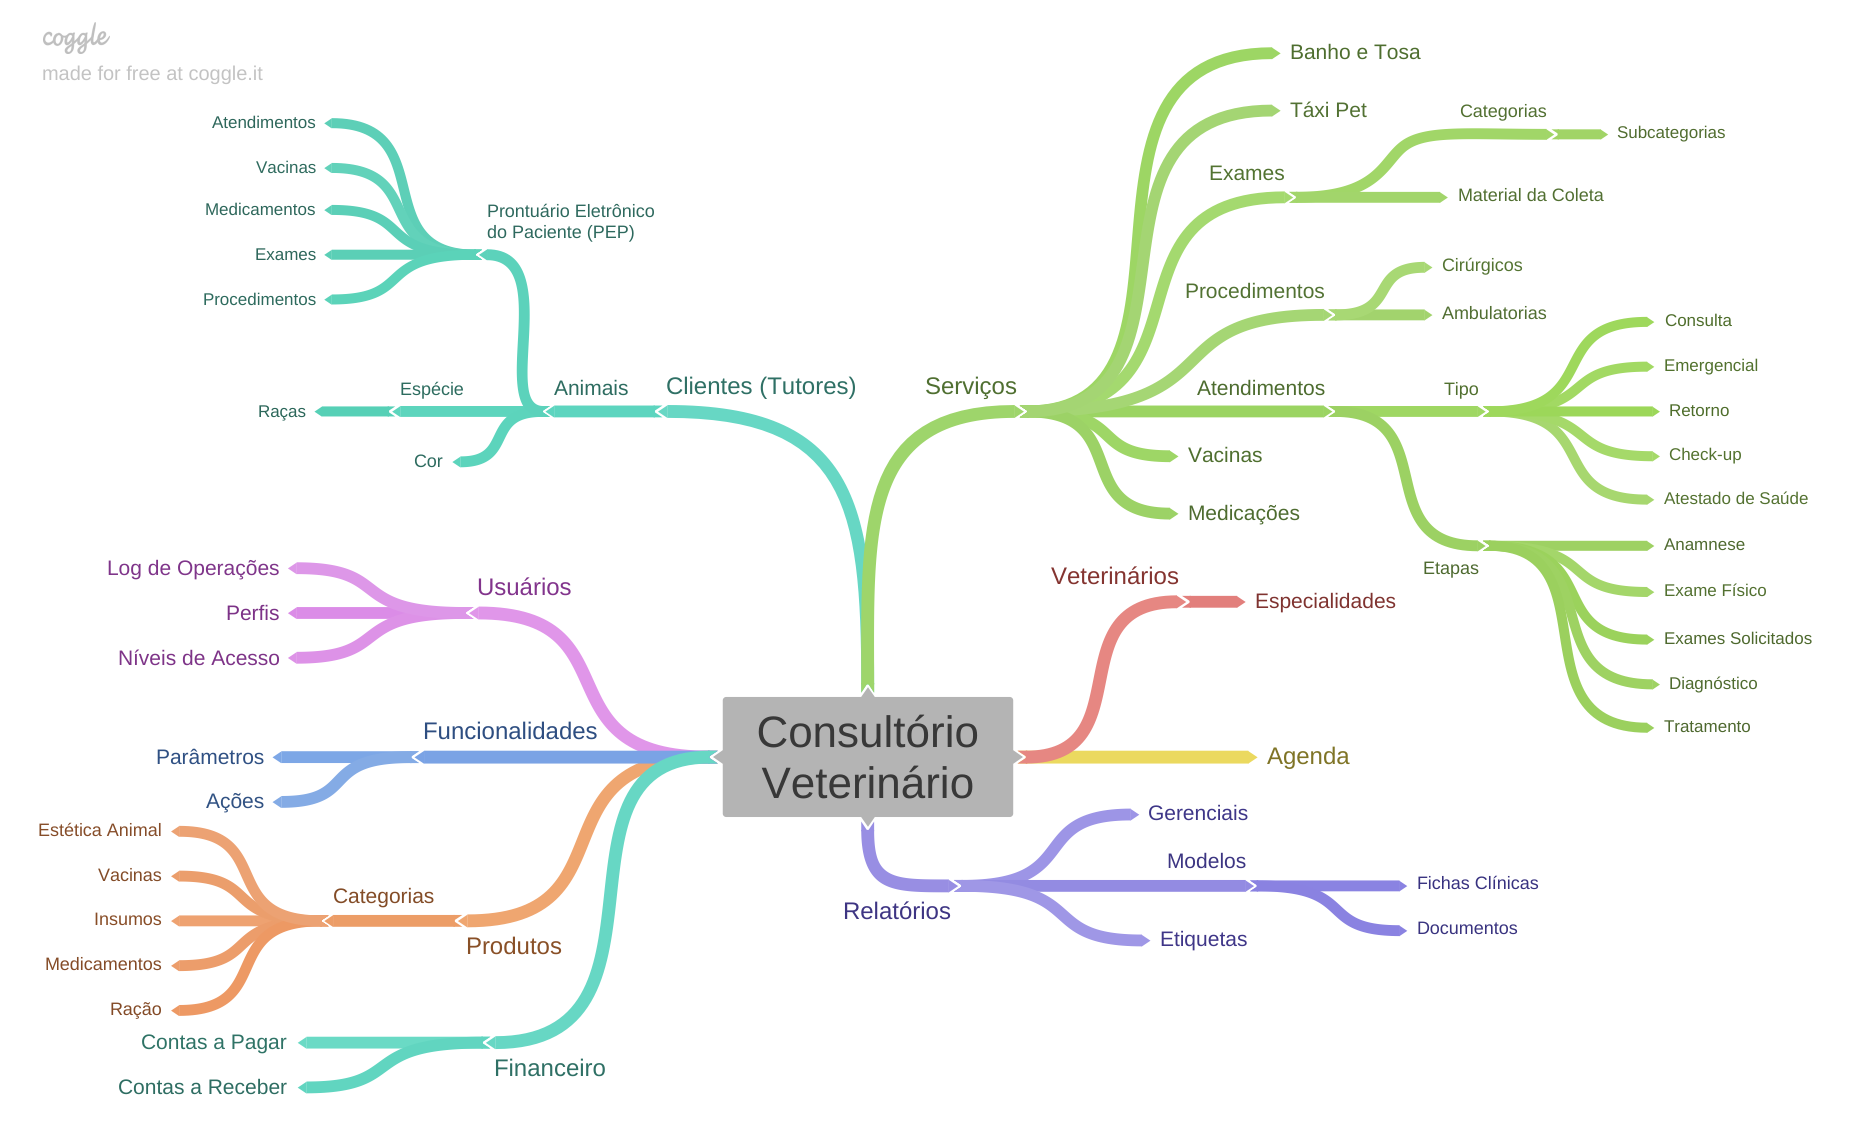 coggle
made for free at coggle.it
Atendimentos
Vacinas
Medicamentos
Exames
Procedimentos
Prontuário Eletrônico
do Paciente (PEP)
Raças
Espécie
Cor
Animais
Clientes (Tutores)
Log de Operações
Perfis
Níveis de Acesso
Usuários
Parâmetros
Ações
Funcionalidades
Estética Animal
Vacinas
Insumos
Medicamentos
Ração
Categorias
Produtos
Contas a Pagar
Contas a Receber
Financeiro
Consultório
Veterinário
Serviços
Banho e Tosa
Táxi Pet
Exames
Categorias
Subcategorias
Material da Coleta
Procedimentos
Cirúrgicos
Ambulatorias
Atendimentos
Tipo
Consulta
Emergencial
Retorno
Check-up
Atestado de Saúde
Etapas
Anamnese
Exame Físico
Exames Solicitados
Diagnóstico
Tratamento
Vacinas
Medicações
Veterinários
Especialidades
Agenda
Relatórios
Gerenciais
Modelos
Fichas Clínicas
Documentos
Etiquetas